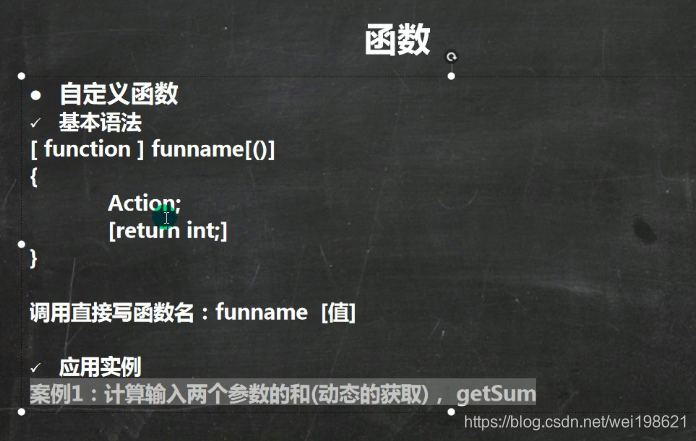 函数
● 自定义函数
✓ 基本语法
[ function ] funname[()]
{
Action;
[return int;]
}
调用直接写函数名：funname [值]
✓ 应用实例
案例1：计算输入两个参数的和(动态的获取)， getSum
https://blog.csdn.net/wei198621